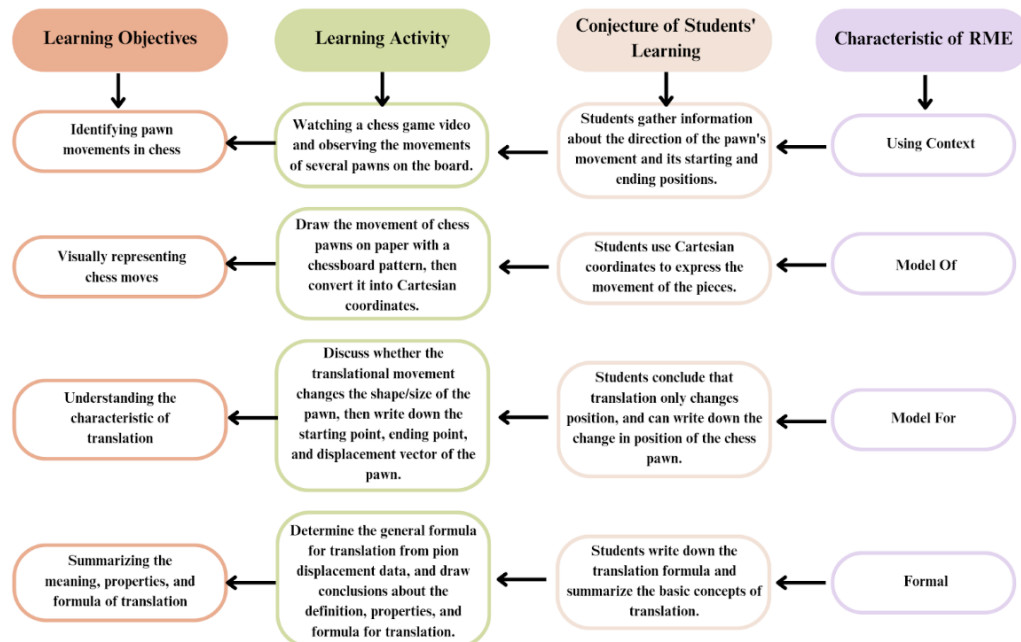 Learning Objectives
Learning Activity
Conjecture of Students'
Learning
Characteristic of RME
Identifying pawn
movements in chess
Watching a chess game video
and observing the movements
of several pawns on the board.
Students gather information
about the direction of the pawn's
movement and its starting and
ending positions.
Using Context
Visually representing
chess moves
Draw the movement of chess
pawns on paper with a
chessboard pattern, then
convert it into Cartesian
coordinates.
Students use Cartesian
coordinates to express the
movement of the pieces.
Model Of
Understanding the
characteristic of
translation
Discuss whether the
translational movement
changes the shape/size of the
pawn, then write down the
starting point, ending point,
and displacement vector of the
pawn.
Students conclude that
translation only changes
position, and can write down the
change in position of the chess
pawn.
Model For
Summarizing the
meaning, properties, and
formula of translation
Determine the general formula
for translation from pion
displacement data, and draw
conclusions about the
definition, properties, and
formula for translation.
Students write down the
translation formula and
summarize the basic concepts of
translation.
Formal